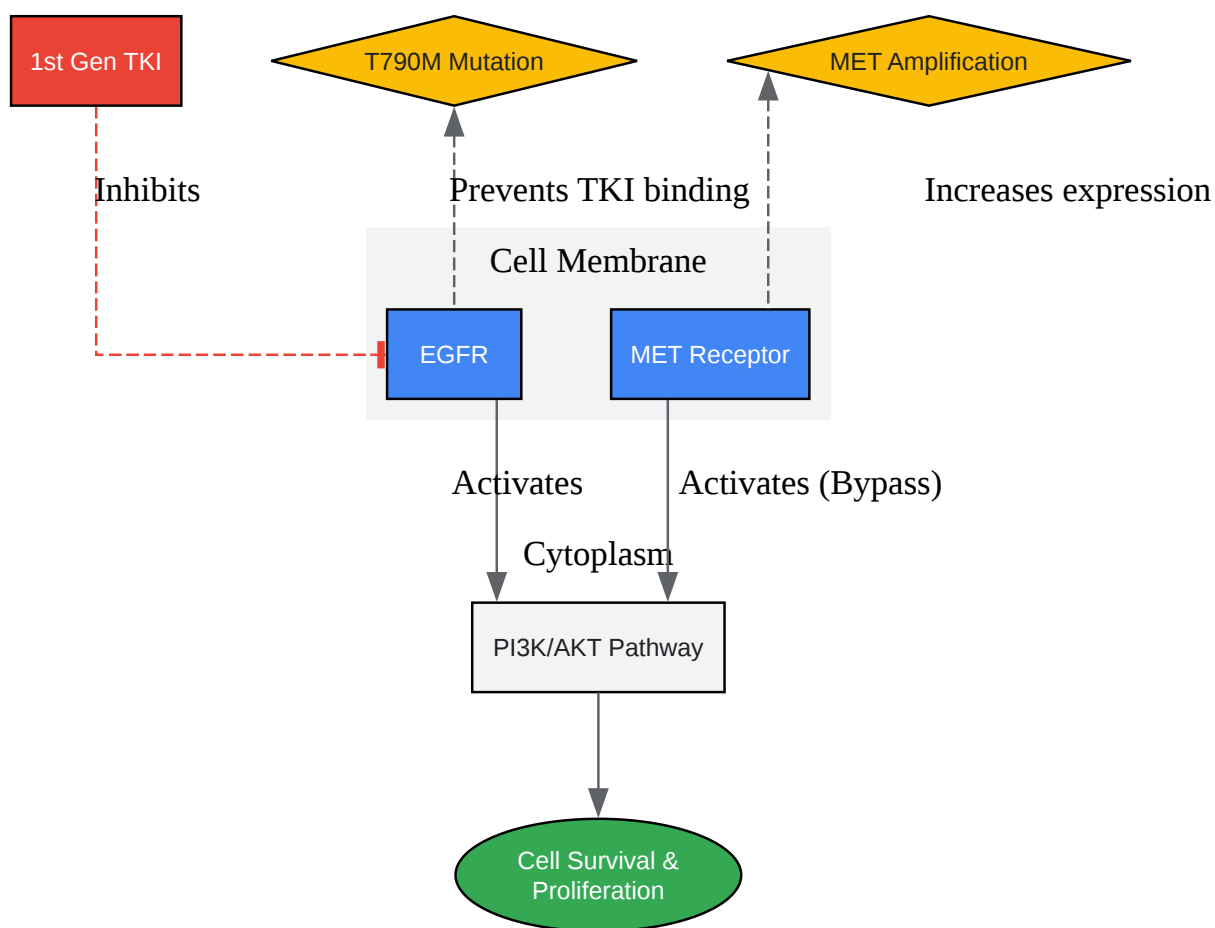 1st Gen TKI
T790M Mutation
MET Amplification
Inhibits
Prevents TKI binding
Increases expression
Cell Membrane
EGFR
MET Receptor
Activates
Activates (Bypass)
Cytoplasm
PI3K/AKT Pathway
Cell Survival &
Proliferation